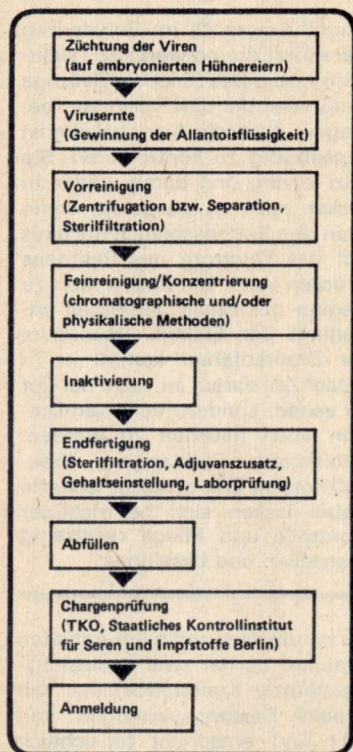 Züchtung der Viren
(auf embryonierten Hühnereiern)
Virusernte
(Gewinnung der Allantoisflüssigkeit)
Vorreinigung
(Zentrifugation bzw. Separation,
Sterilfiltration)
Feinreinigung/Konzentrierung
(chromatographische und/oder
physikalische Methoden)
Inaktivierung
Endfertigung
(Sterilfiltration, Adjuvanszusatz,
Gehaltseinstellung, Laborprüfung)
Abfüllen
Chargenprüfung
(TKO, Staatliches Kontrollinstitut
für Seren und Impfstoffe Berlin)
Anmeldung